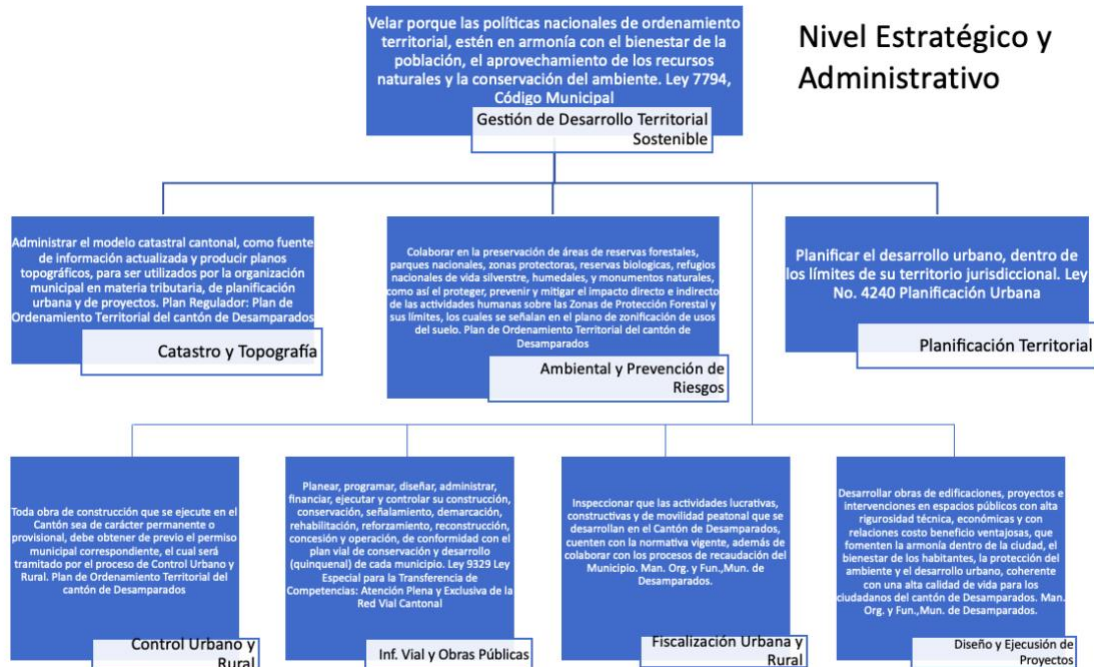 Nivel Estratégico y
Administrativo
Velar porque las políticas nacionales de ordenamiento
territorial, estén en armonía con el bienestar de la
población, el aprovechamiento de los recursos
naturales y la conservación del ambiente. Ley 7794,
Código Municipal
Gestión de Desarrollo Territorial
Sostenible
Administrar el modelo catastral cantonal, como fuente
de información actualizada y producir planos
topográficos, para ser utilizados por la organización
municipal en materia tributaria, de planificación
urbana y de proyectos. Plan Regulador: Plan de
Ordenamiento Territorial del cantón de Desamparados
Catastro y Topografía
Colaborar en la preservación de áreas de reservas forestales,
parques nacionales, zonas protectoras, reservas biologicas, refugios
nacionales de vida silverstre, humedales, y monumentos naturales,
como así el proteger, prevenir y mitigar el impacto directo e indirecto
de las actividades humanas sobre las Zonas de Protección Forestal y
sus límites, los cuales se señalan en el plano de zonificación de usos
del suelo. Plan de Ordenamiento Territorial del cantón de
Desamparados
Ambiental y Prevención de
Riesgos
Planificar el desarrollo urbano, dentro de
los límites de su territorio jurisdiccional. Ley
No. 4240 Planificación Urbana
Planificación Territorial
Toda obra de construcción que se ejecute en el
Cantón sea de carácter permanente o
provisional, debe obtener de previo el permiso
municipal correspondiente, el cual será
tramitado por el proceso de Control Urbano y
Rural. Plan de Ordenamiento Territorial del
cantón de Desamparados
Control Urbano y
Rural
Planear, programar, diseñar, administrar,
financiar, ejecutar y controlar su construcción,
conservación, señalamiento, demarcación,
rehabilitación, reforzamiento, reconstrucción,
concesión y operación, de conformidad con el
plan vial de conservación y desarrollo
(quinquenal) de cada municipio. Ley 9329 Ley
Especial para la Transferencia de
Competencias: Atención Plena y Exclusiva de la
Red Vial Cantonal
Inf. Vial y Obras Públicas
Inspeccionar que las actividades lucrativas,
constructivas y de movilidad peatonal que se
desarrollan en el Cantón de Desamparados,
cuenten con la normativa vigente, además de
colaborar con los procesos de recaudación del
Municipio. Man. Org. y Fun.,Mun. de
Desamparados.
Fiscalización Urbana y
Rural
Desarrollar obras de edificaciones, proyectos e
intervenciones en espacios públicos con alta
rigurosidad técnica, económicas y con
relaciones costo beneficio ventajosas, que
fomenten la armonía dentro de la ciudad, el
bienestar de los habitantes, la protección del
ambiente y el desarrollo urbano, coherente
con una alta calidad de vida para los
ciudadanos del cantón de Desamparados. Man.
Org. y Fun.,Mun. de Desamparados.
Diseño y Ejecución de
Proyectos